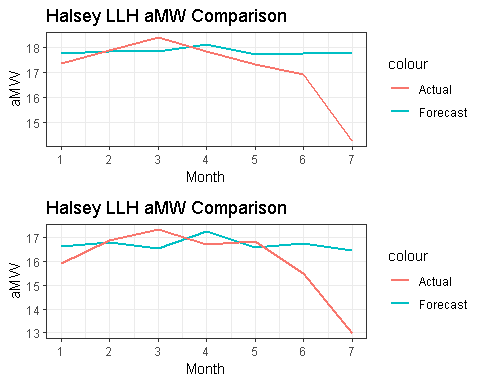 Halsey LLH aMW Comparison
18
17
16
15
aMW
1 2 3 4 5 6 7
Month
colour
Actual
Forecast
Halsey LLH aMW Comparison
17
16
15
14
13
aMW
1 2 3 4 5 6 7
Month
colour
Actual
Forecast